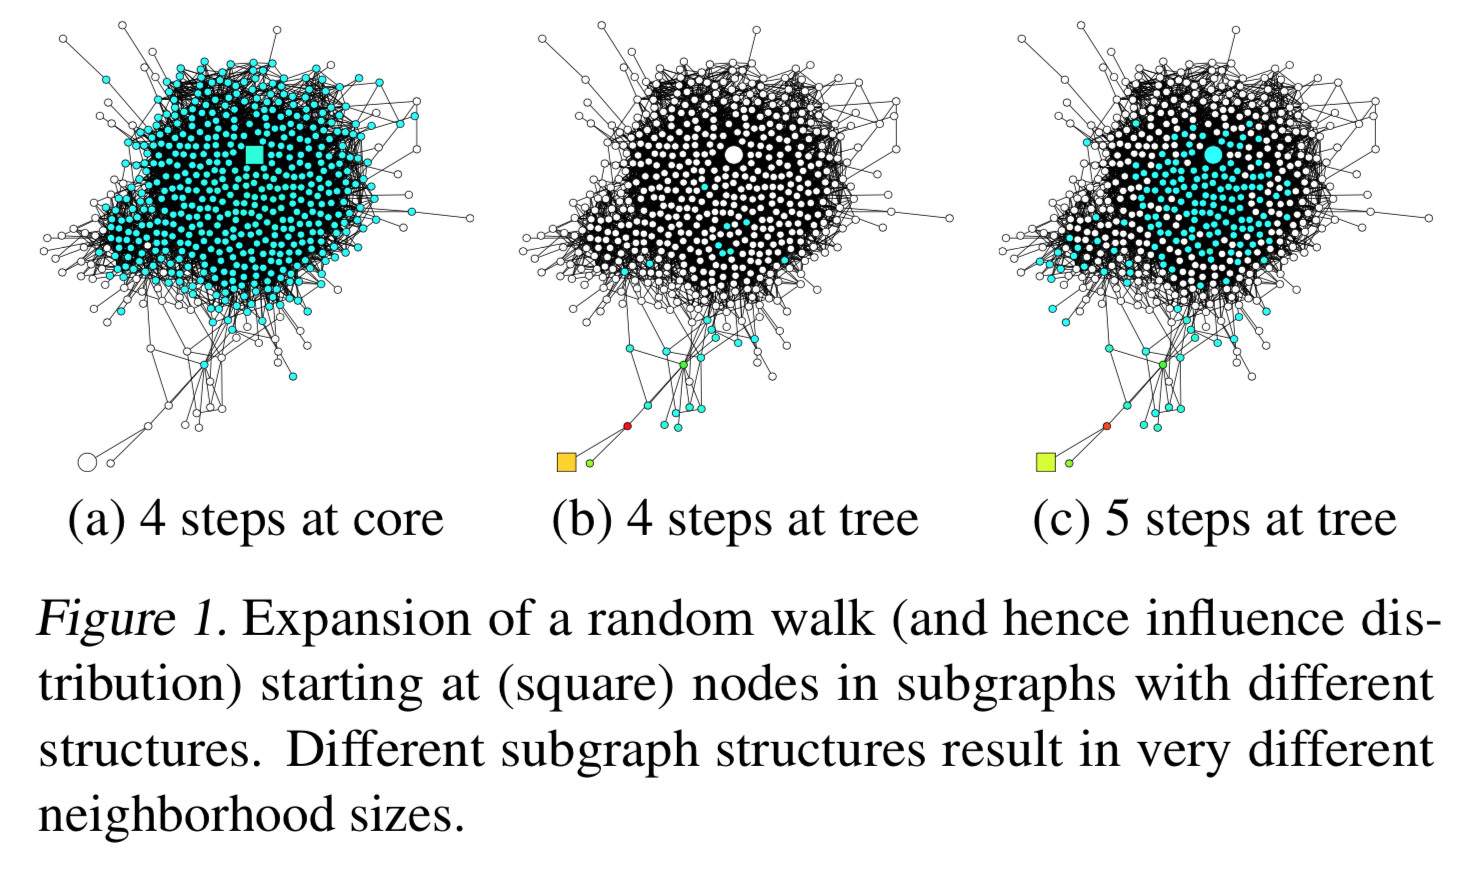 (a) 4 steps at core
(b) 4 steps at tree
(c) 5 steps at tree
Figure 1. Expansion of a random walk (and hence influence dis-
tribution) starting at (square) nodes in subgraphs with different
structures. Different subgraph structures result in very different
neighborhood sizes.